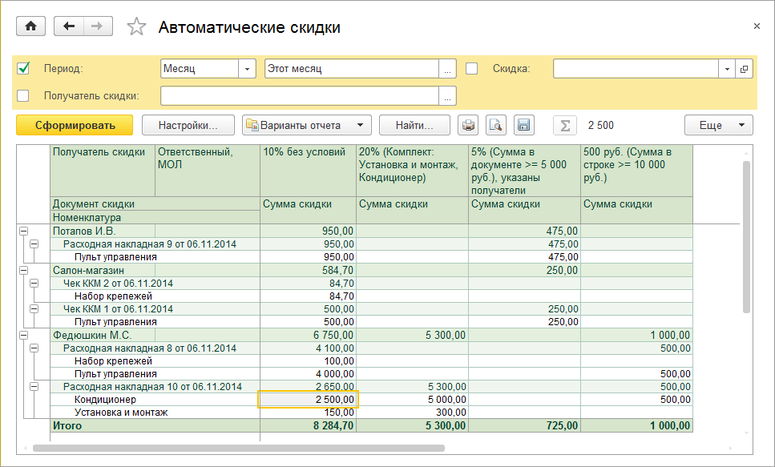 Автоматические скидки
Период: Месяц Этот месяц ... Скидка:
Получатель скидки: ...
Сформировать Настройки... Варианты отчета Найти... Σ 2 500 Еще
Получатель скидки Ответственный, МОЛ 10% без условий 20% (Комплект: Установка и монтаж, Кондиционер) 5% (Сумма в документе >= 5 000 руб.), указаны получатели 500 руб. (Сумма в строке >= 10 000 руб.)
Документ скидки Сумма скидки Сумма скидки Сумма скидки Сумма скидки
Номенклатура
Потапов И.В. 950,00 475,00
Расходная накладная 9 от 06.11.2014 950,00 475,00
Пульт управления 950,00 475,00
Салон-магазин 584,70 250,00
Чек ККМ 2 от 06.11.2014 84,70
Набор крепежей 84,70
Чек ККМ 1 от 06.11.2014 500,00 250,00
Пульт управления 500,00 250,00
Федюшкин М.С. 6 750,00 5 300,00 1 000,00
Расходная накладная 8 от 06.11.2014 4 100,00 500,00
Набор крепежей 100,00
Пульт управления 4 000,00 500,00
Расходная накладная 10 от 06.11.2014 2 650,00 5 300,00 500,00
Кондиционер 2 500,00 5 000,00 500,00
Установка и монтаж 150,00 300,00
Итого 8 284,70 5 300,00 725,00 1 000,00